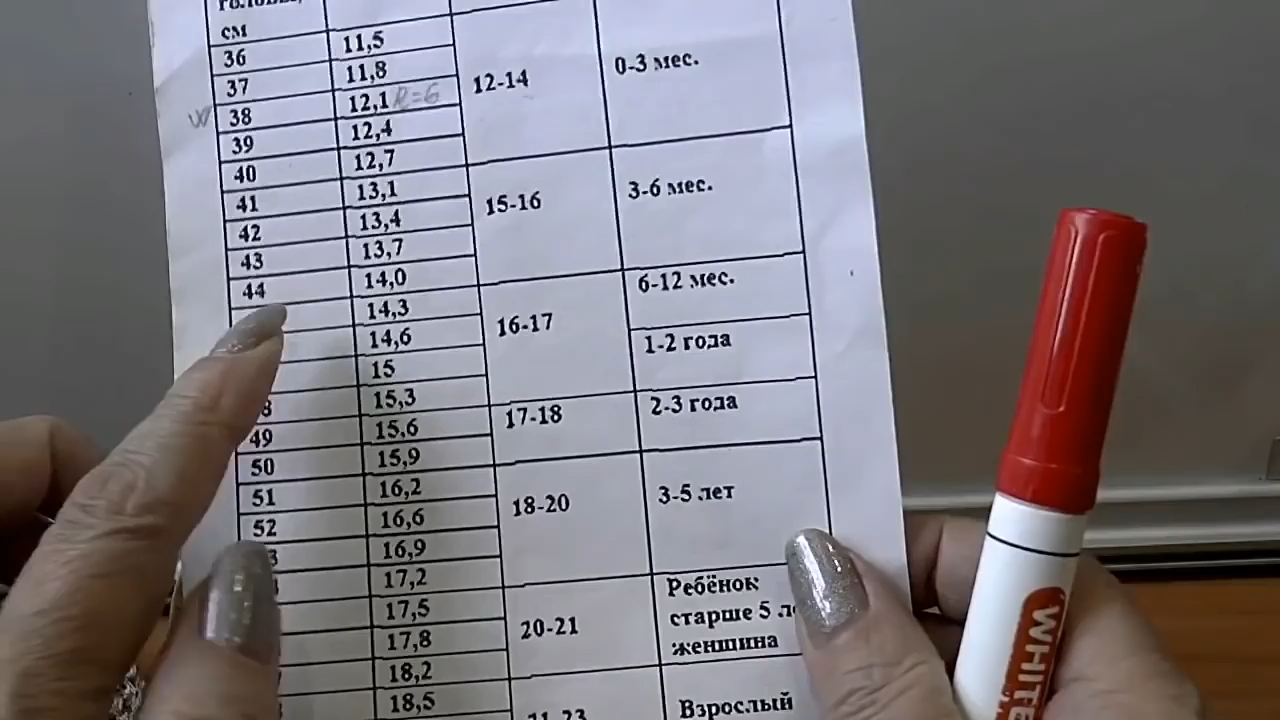 см
36 11,5 12-14 0-3 мес.
37 11,8
38 12,1 R=6
39 12,4
40 12,7
41 13,1 15-16 3-6 мес.
42 13,4
43 13,7
44 14,0 16-17 6-12 мес.
14,3
14,6 1-2 года
15
8 15,3 17-18 2-3 года
49 15,6
50 15,9
51 16,2 18-20 3-5 лет
52 16,6
3 16,9
17,2 Ребёнок
17,5 20-21 старше 5
17,8 женщина
18,2
18,5 21-23 Взрослый
WHITE